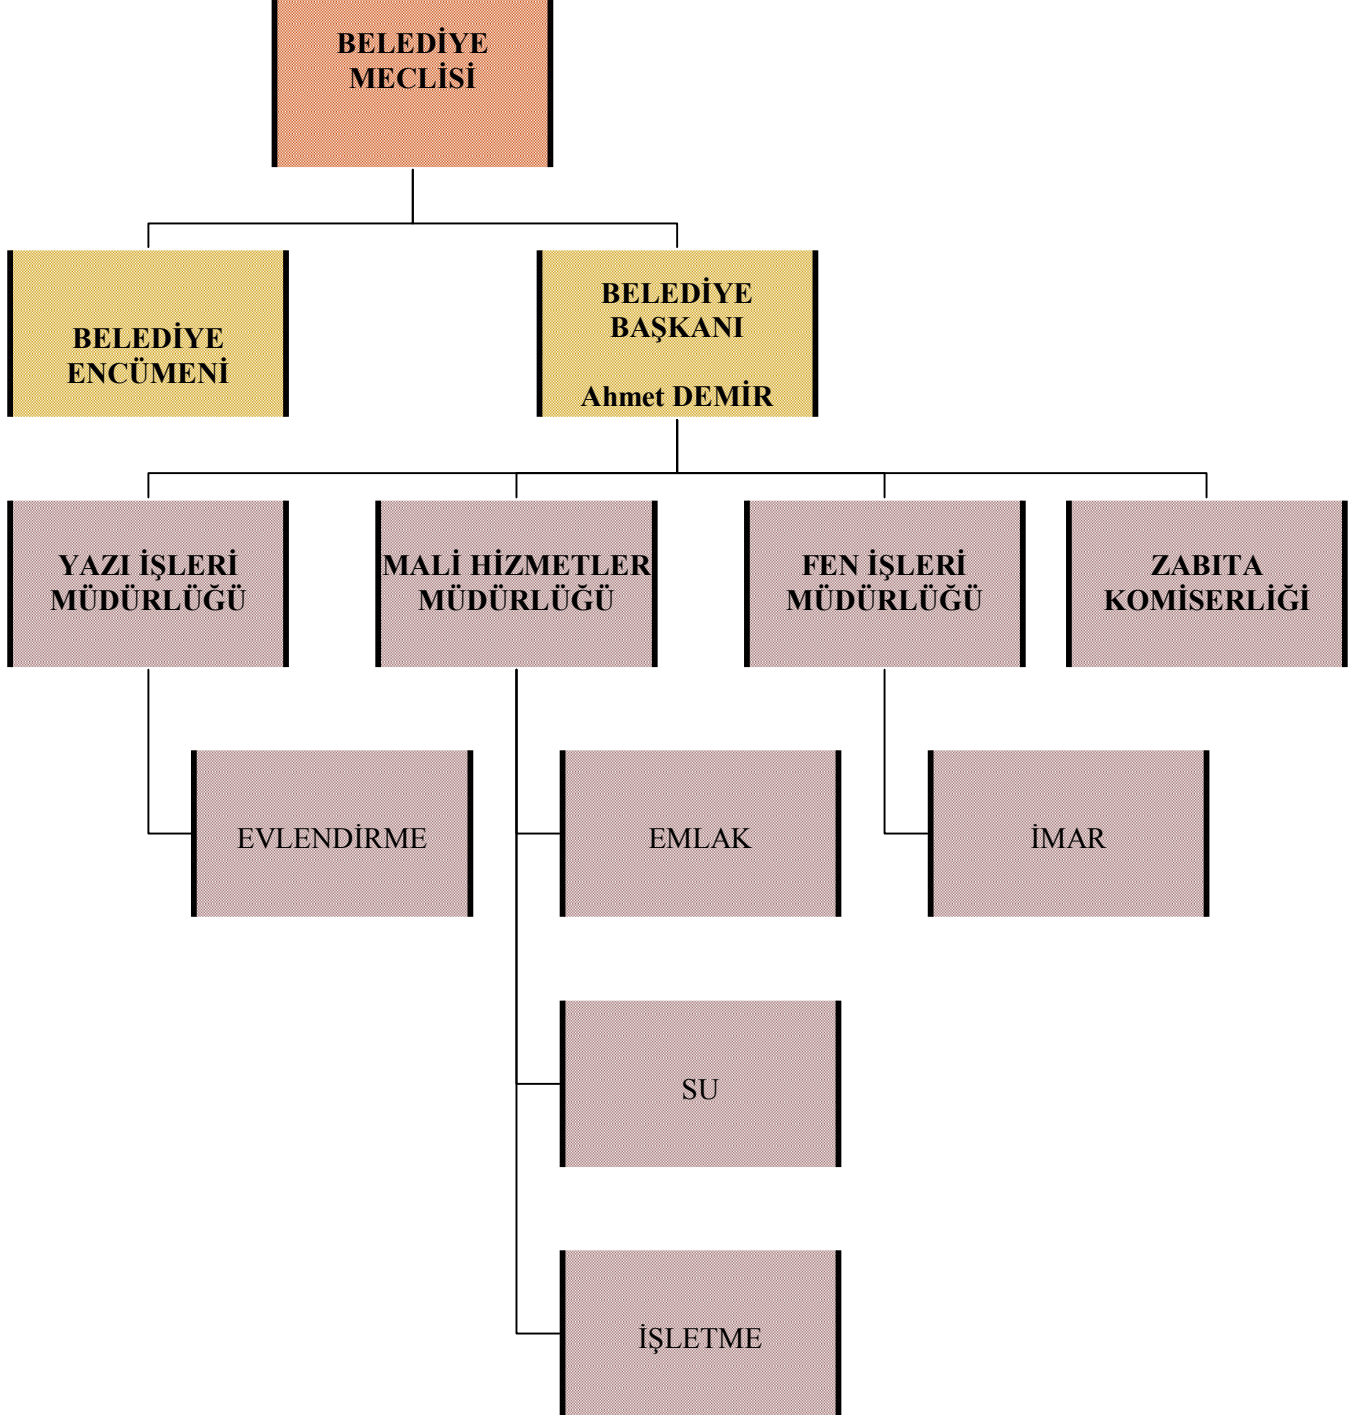 BELEDİYE
MECLİSİ
BELEDİYE
ENCÜMENİ
BELEDİYE
BAŞKANI
Ahmet DEMİR
YAZI İŞLERİ
MÜDÜRLÜĞÜ
MALİ HİZMETLER
MÜDÜRLÜĞÜ
FEN İŞLERİ
MÜDÜRLÜĞÜ
ZABITA
KOMİSERLİĞİ
EVLENDİRME
EMLAK
İMAR
SU
İŞLETME